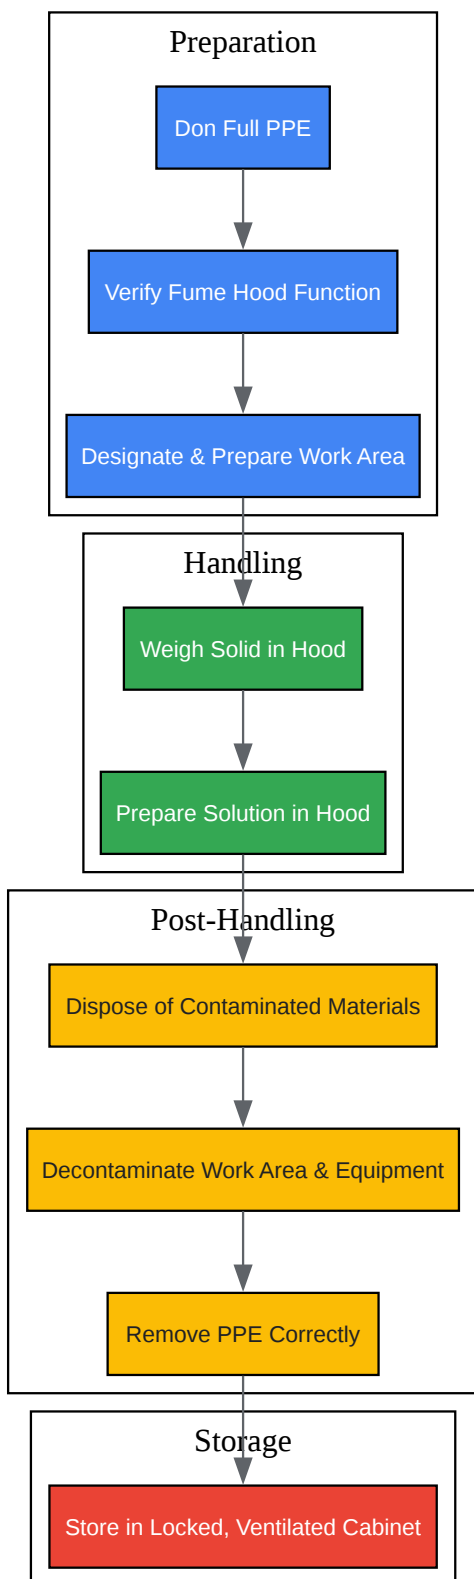 Preparation
Don Full PPE
Verify Fume Hood Function
Designate & Prepare Work Area
Handling
Weigh Solid in Hood
Prepare Solution in Hood
Post-Handling
Dispose of Contaminated Materials
Decontaminate Work Area & Equipment
Remove PPE Correctly
Storage
Store in Locked, Ventilated Cabinet